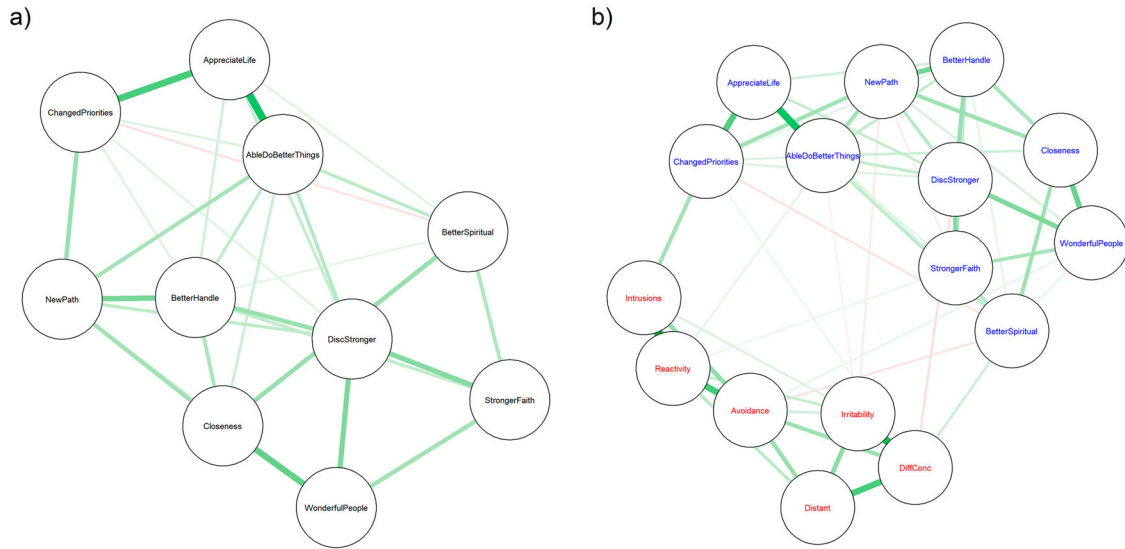 a)
AppreciateLife
ChangedPriorities
AbleDoBetterThings
BetterSpiritual
NewPath
BetterHandle
DiscStronger
StrongerFaith
Closeness
WonderfulPeople
b)
BetterHandle
AppreciateLife
NewPath
Closeness
ChangedPriorities
AbleDoBetterThings
DiscStronger
WonderfulPeople
StrongerFaith
Intrusions
BetterSpiritual
Reactivity
Avoidance
Irritability
DiffConc
Distant